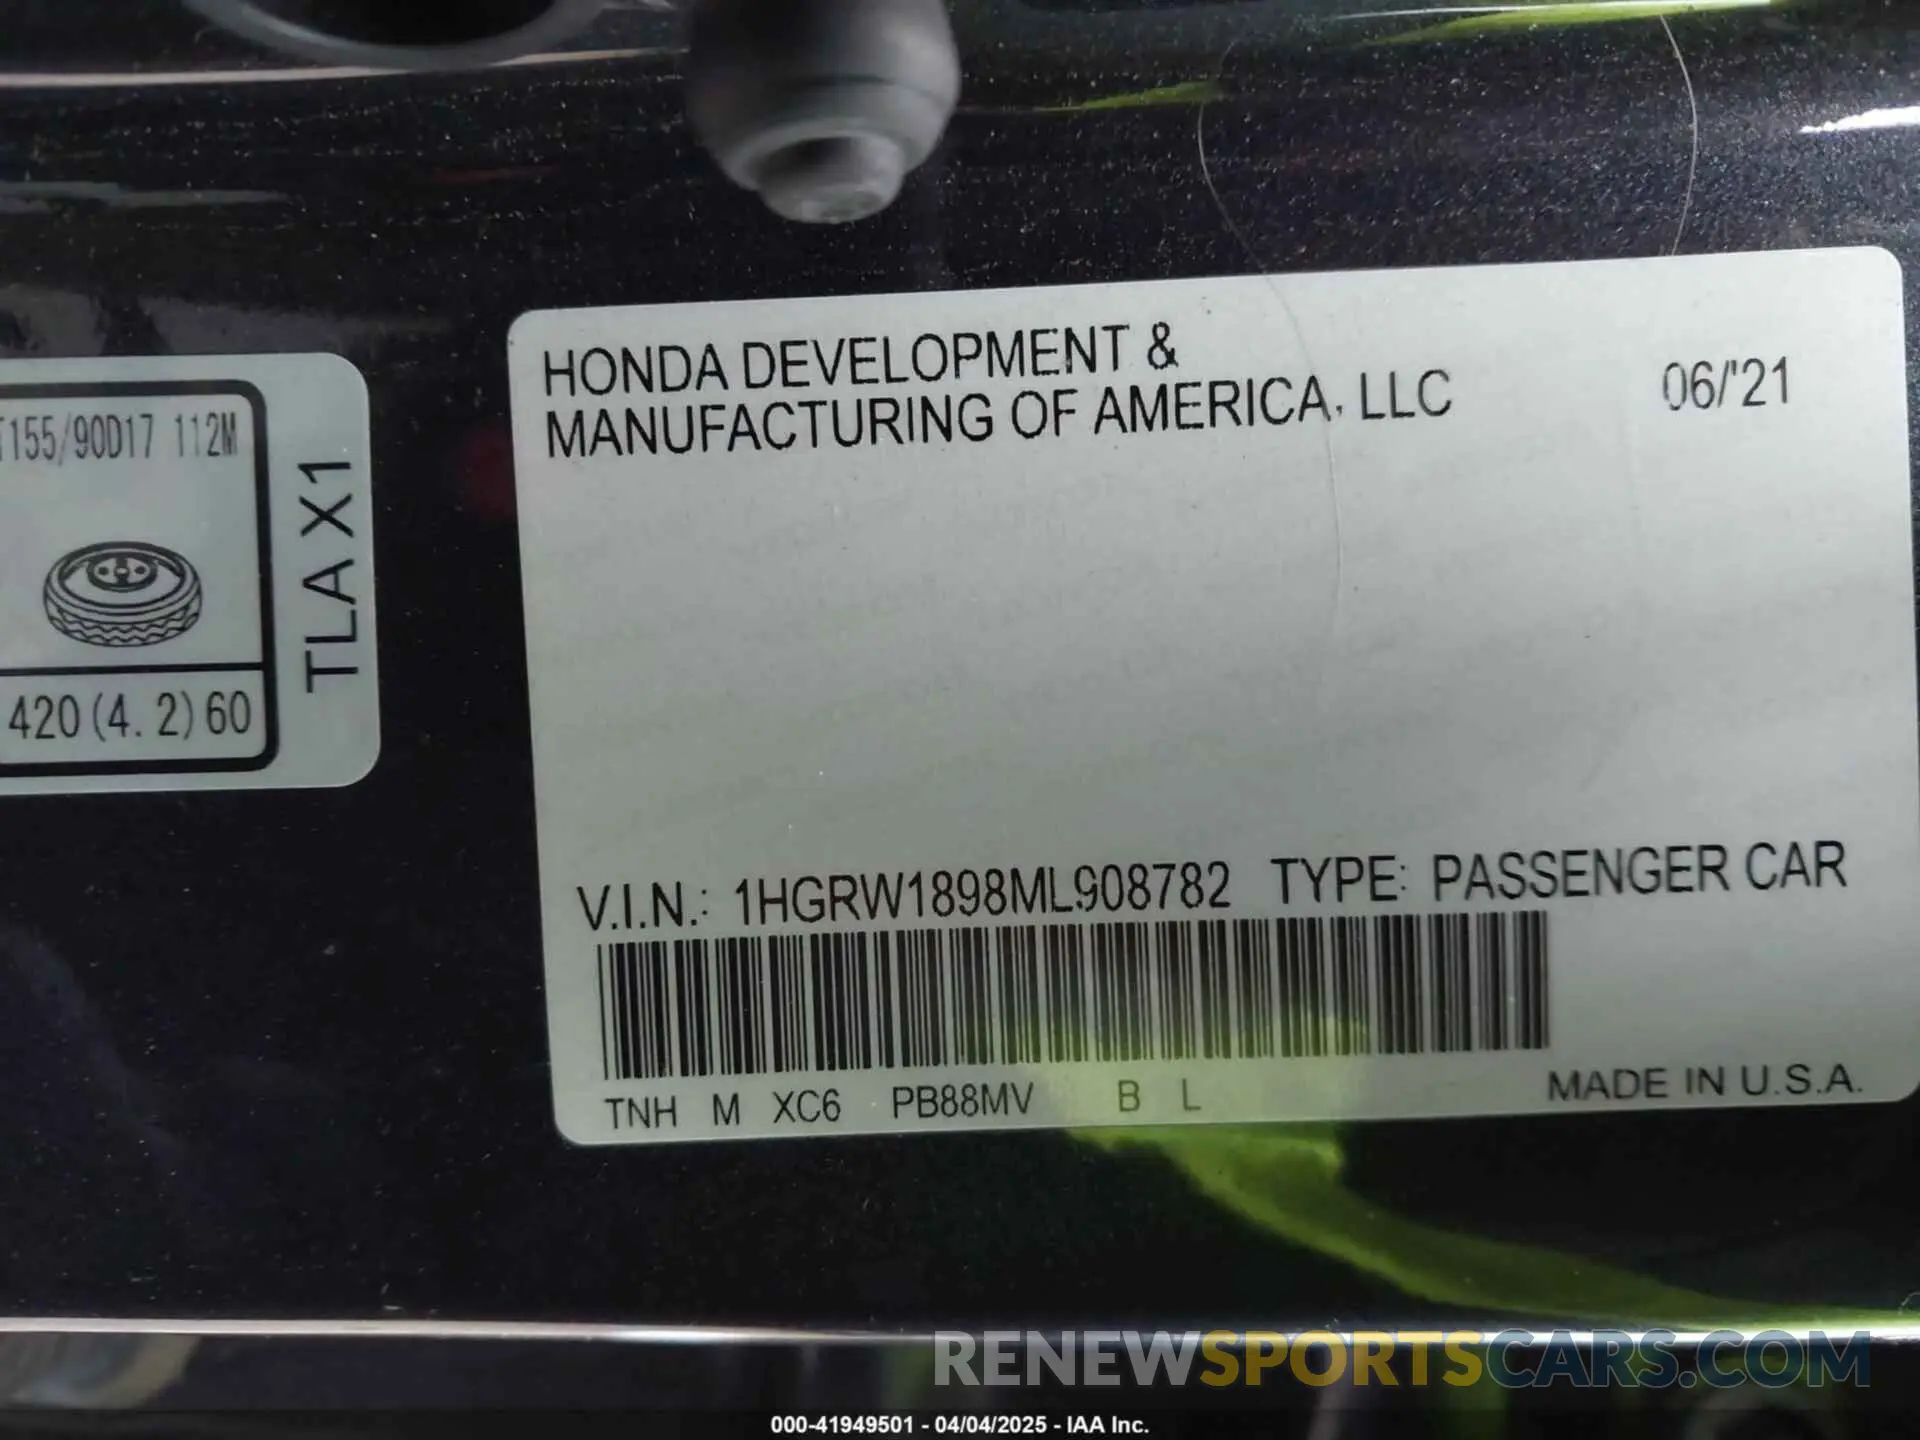 T155/90D17 112M
420(4.2)60
TLA X1
HONDA DEVELOPMENT &
MANUFACTURING OF AMERICA, LLC
06/'21
V.I.N.: 1HGRW1898ML908782 TYPE: PASSENGER CAR
TNH M XC6 PB88MV B L
MADE IN U.S.A.
RENEWSPORTSCARS.COM
000-41949501 - 04/04/2025 - IAA Inc.